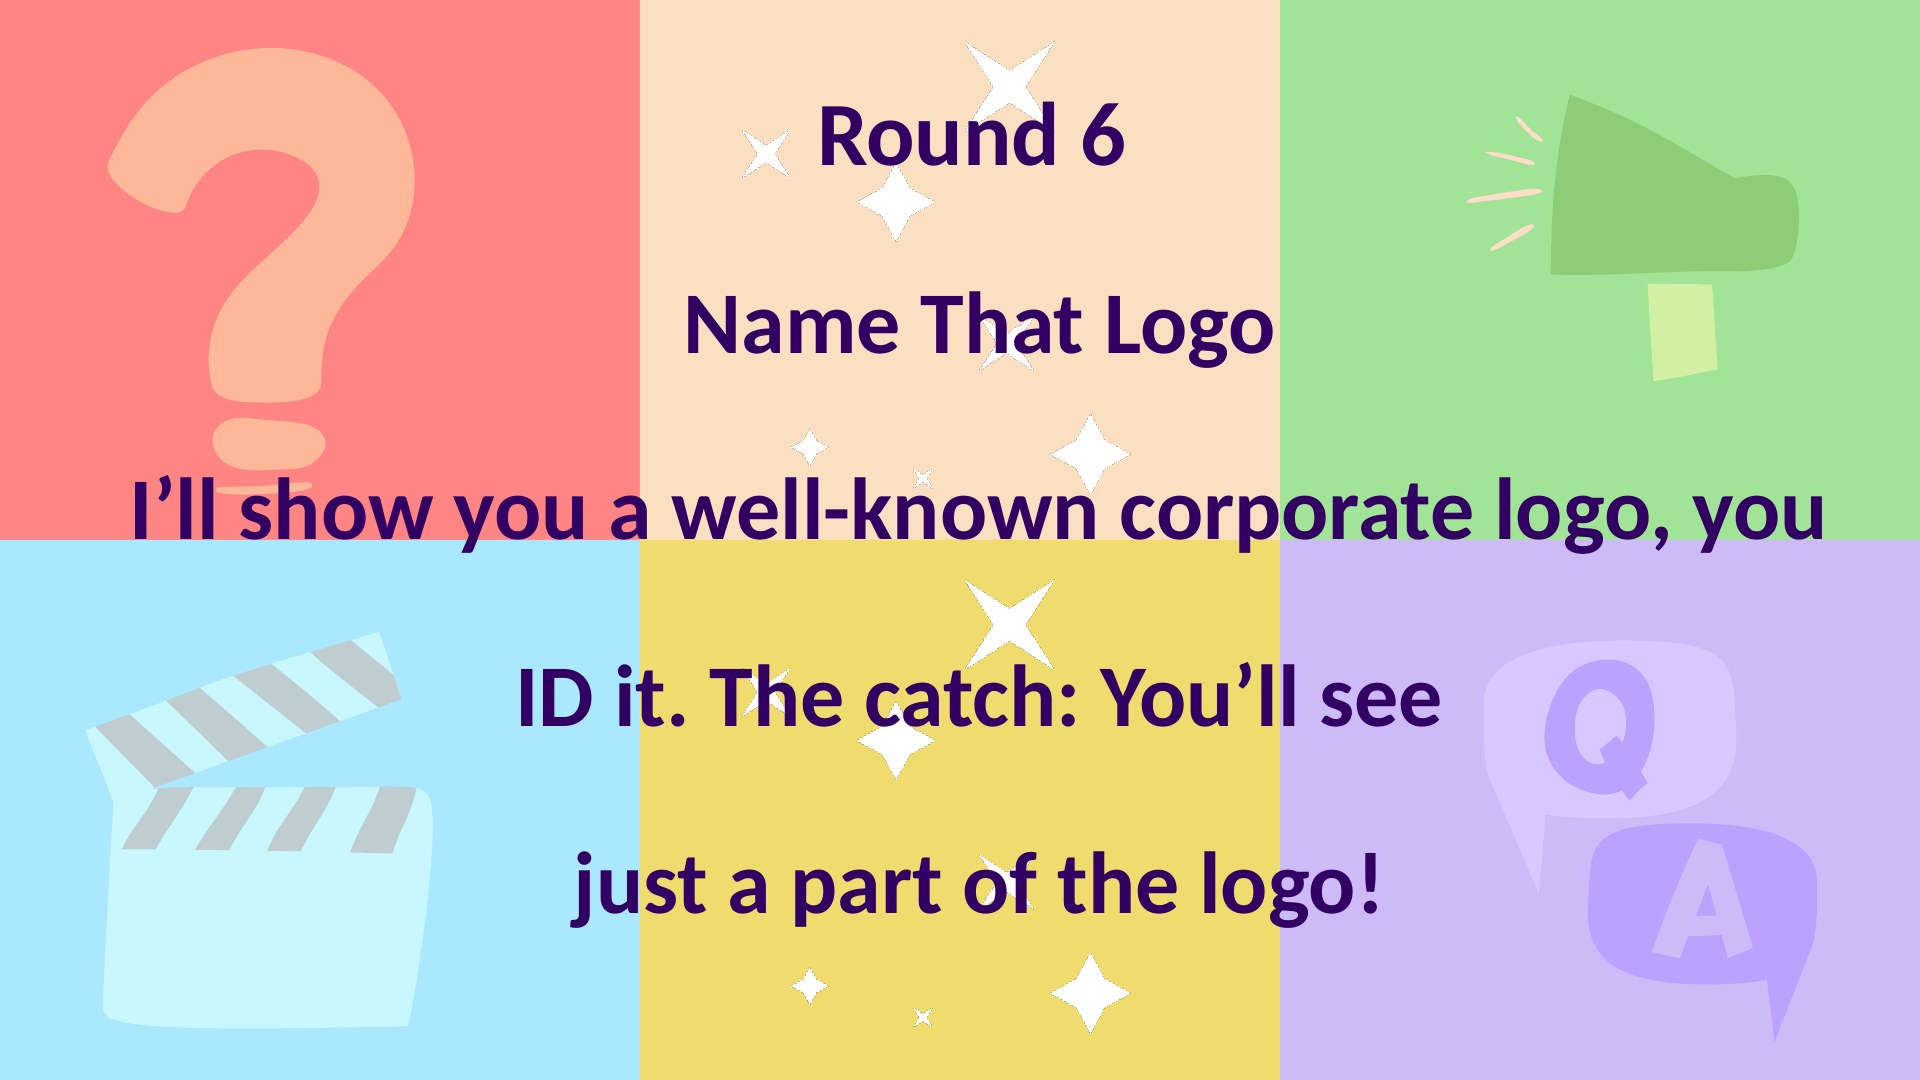 Round 6
Name That Logo
I’ll show you a well-known corporate logo, you
ID it. The catch: You’ll see
just a part of the logo!
Q
A